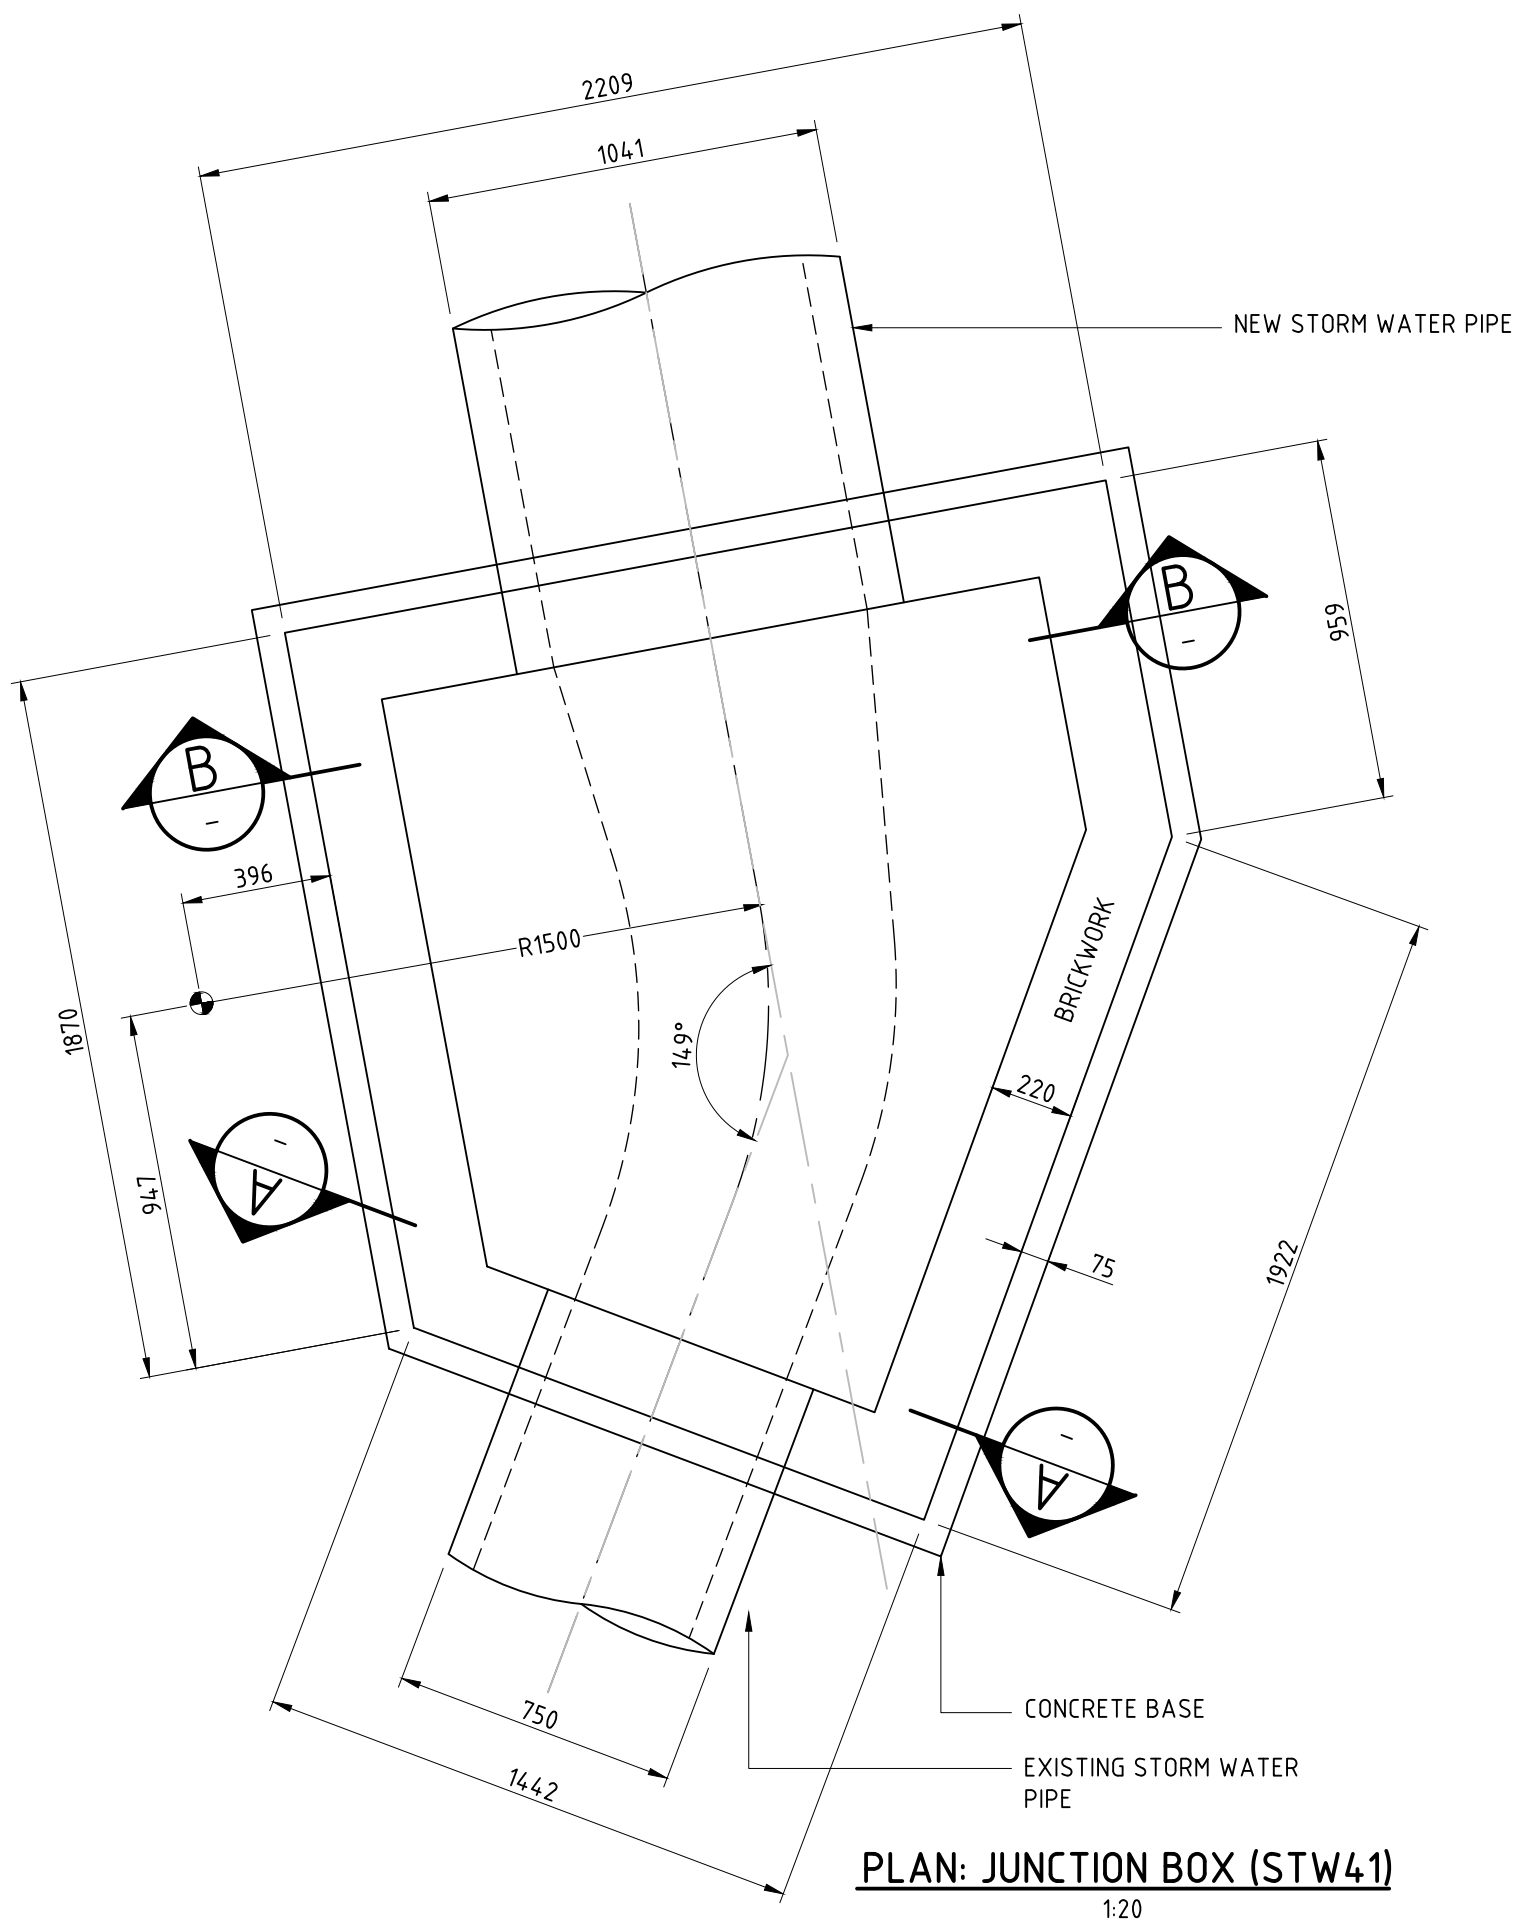 2209
1041
NEW STORM WATER PIPE
B
-
959
B
-
396
R1500
BRICKWORK
149°
1870
220
947
-
A
75
1922
-
A
750
1442
CONCRETE BASE
EXISTING STORM WATER
PIPE
PLAN: JUNCTION BOX (STW41)
1:20